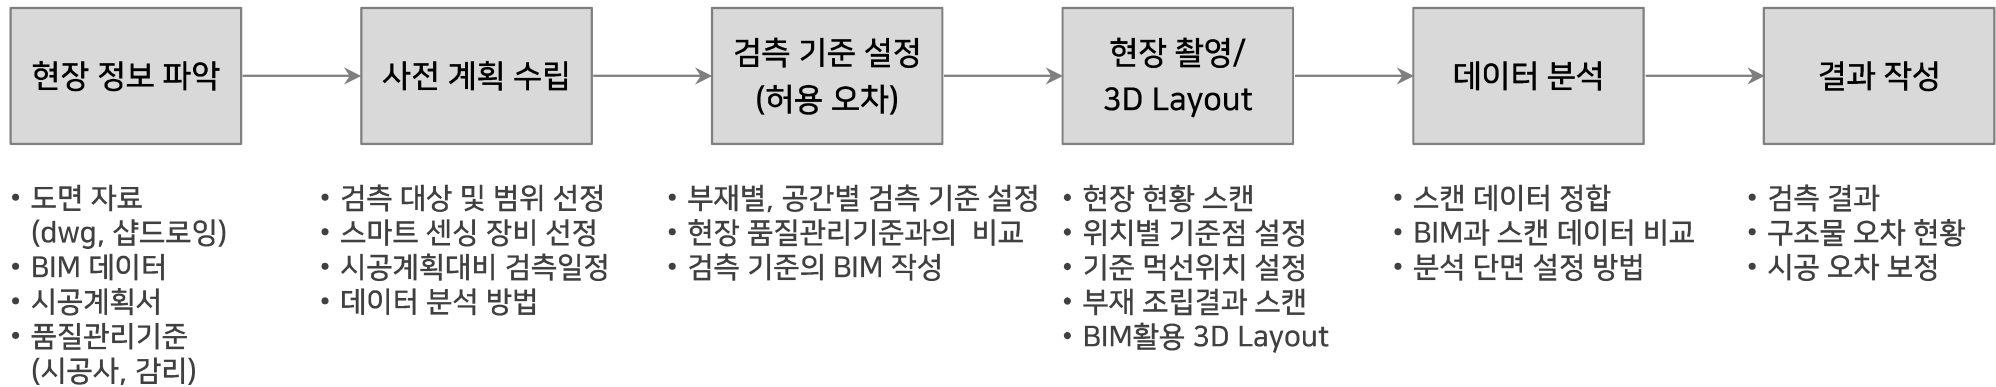 현장 정보 파악
사전 계획 수립
검측 기준 설정
(허용 오차)
현장 촬영/
3D Layout
데이터 분석
결과 작성
• 도면 자료
(dwg, 샵드로잉)
• BIM 데이터
• 시공계획서
• 품질관리기준
(시공사, 감리)
• 검측 대상 및 범위 선정
• 스마트 센싱 장비 선정
• 시공계획대비 검측일정
• 데이터 분석 방법
• 부재별, 공간별 검측 기준 설정
• 현장 품질관리기준과의  비교
• 검측 기준의 BIM 작성
• 현장 현황 스캔
• 위치별 기준점 설정
• 기준 먹선위치 설정
• 부재 조립결과 스캔
• BIM활용 3D Layout
• 스캔 데이터 정합
• BIM과 스캔 데이터 비교
• 분석 단면 설정 방법
• 검측 결과
• 구조물 오차 현황
• 시공 오차 보정